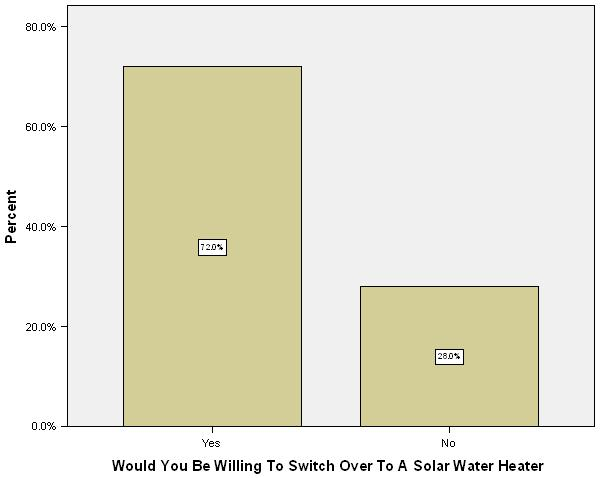 80.0%
60.0%
40.0%
20.0%
0.0%
Percent
72.0%
28.0%
Yes No
Would You Be Willing To Switch Over To A Solar Water Heater